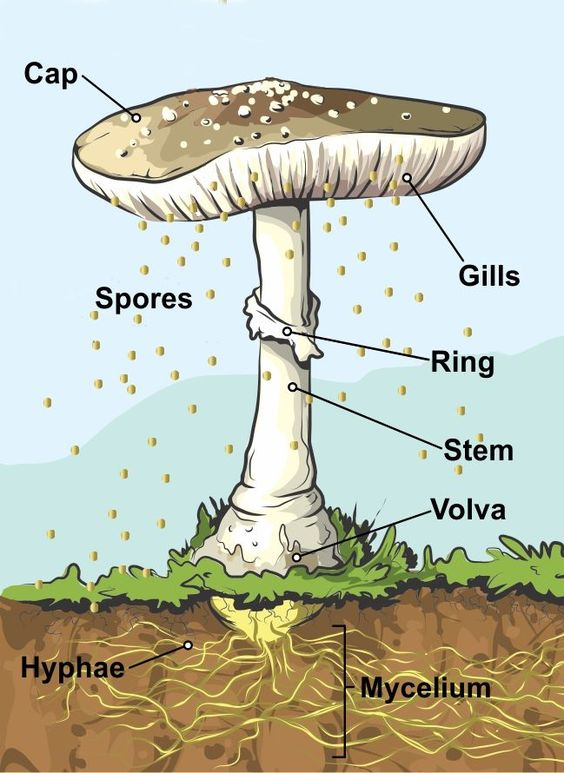 Cap
Gills
Spores
Ring
Stem
Volva
Hyphae
Mycelium